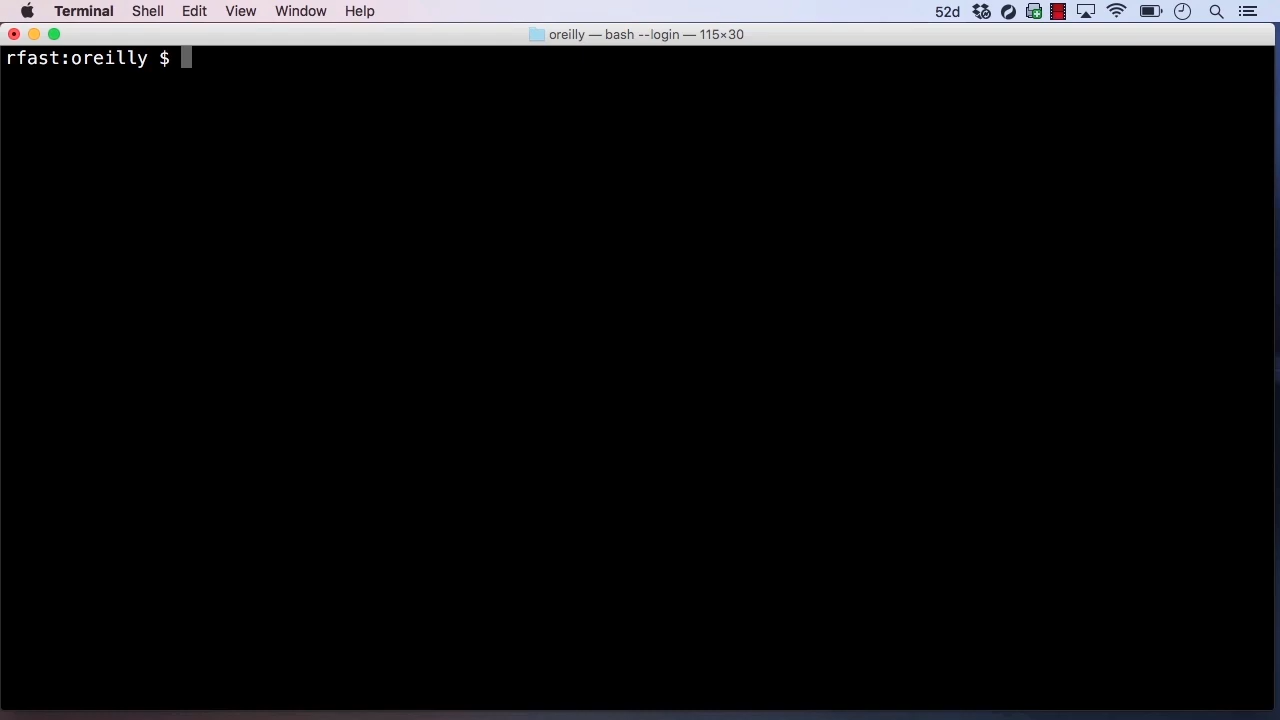 Terminal Shell Edit View Window Help 52d
oreilly — bash --login — 115×30
rfast:oreilly $